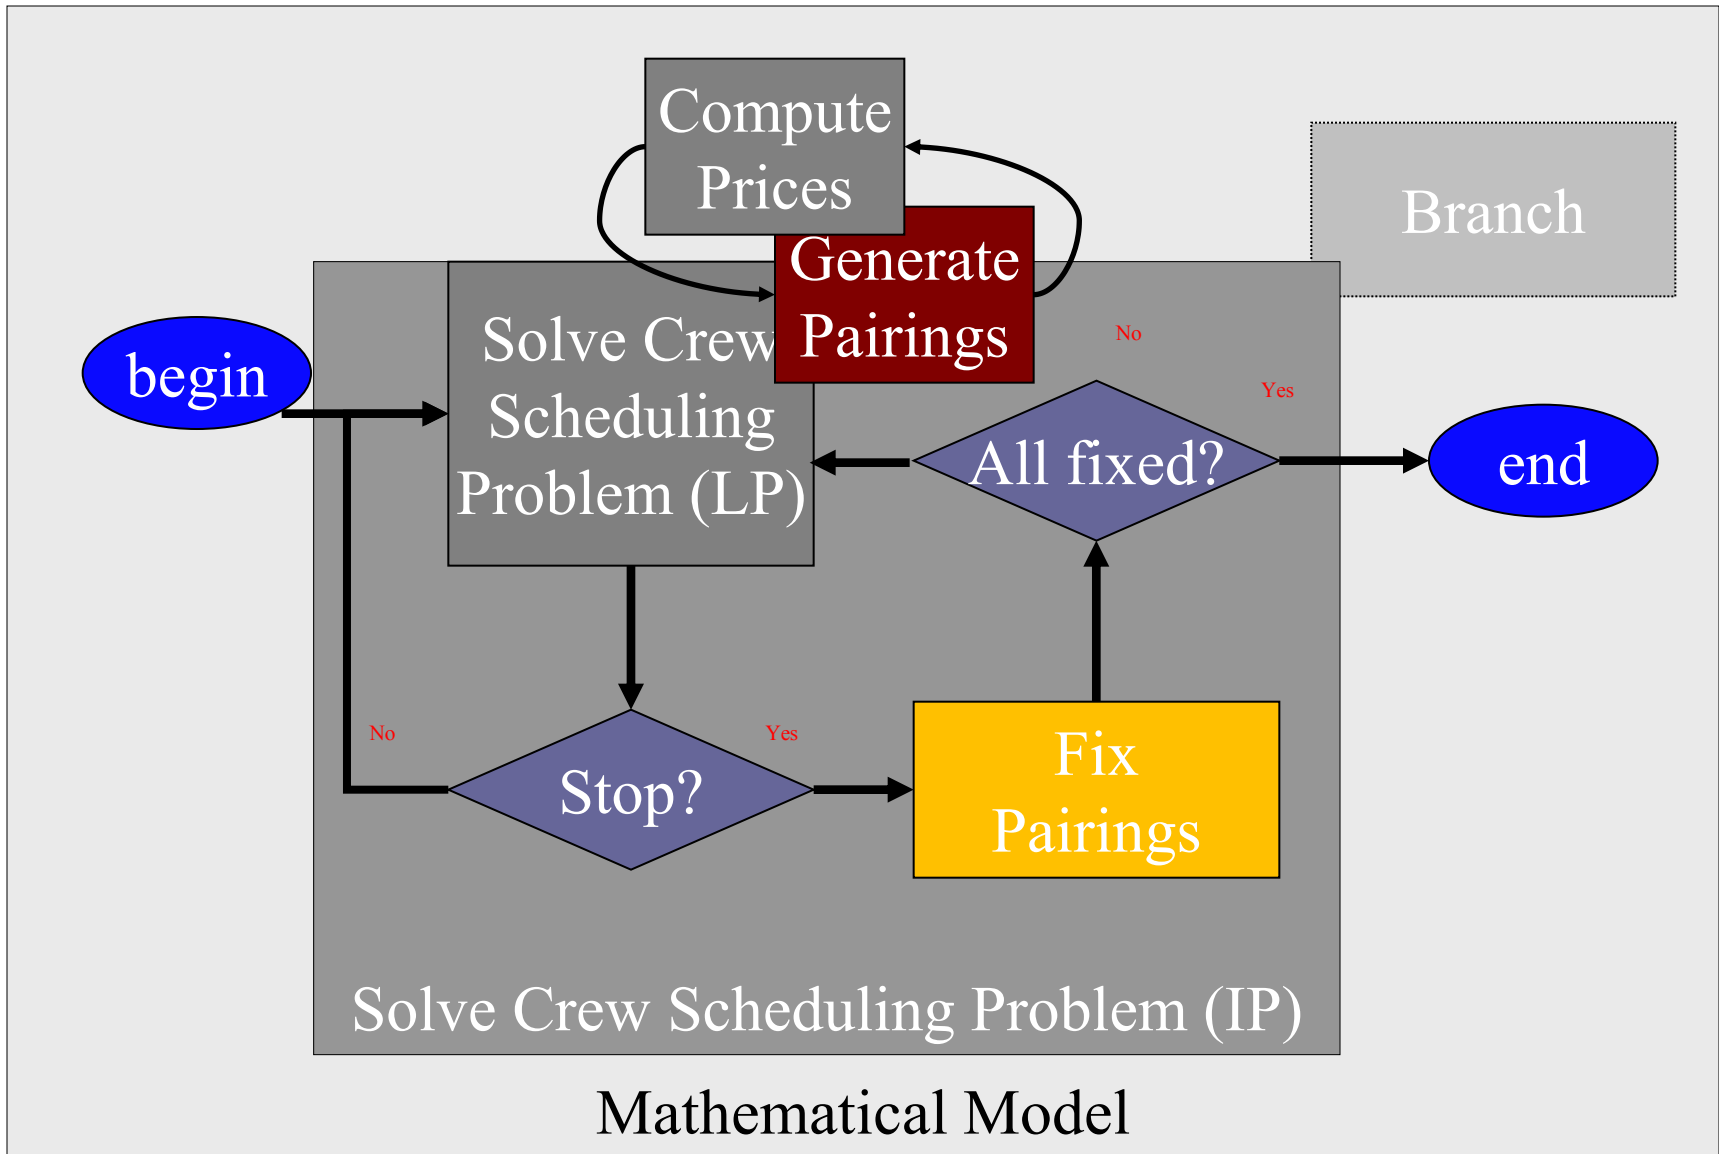 Compute
Prices
Branch
Generate
Pairings
No
begin
Solve Crew
Scheduling
Problem (LP)
Yes
All fixed?
end
No
Yes
Stop?
Fix
Pairings
Solve Crew Scheduling Problem (IP)
Mathematical Model